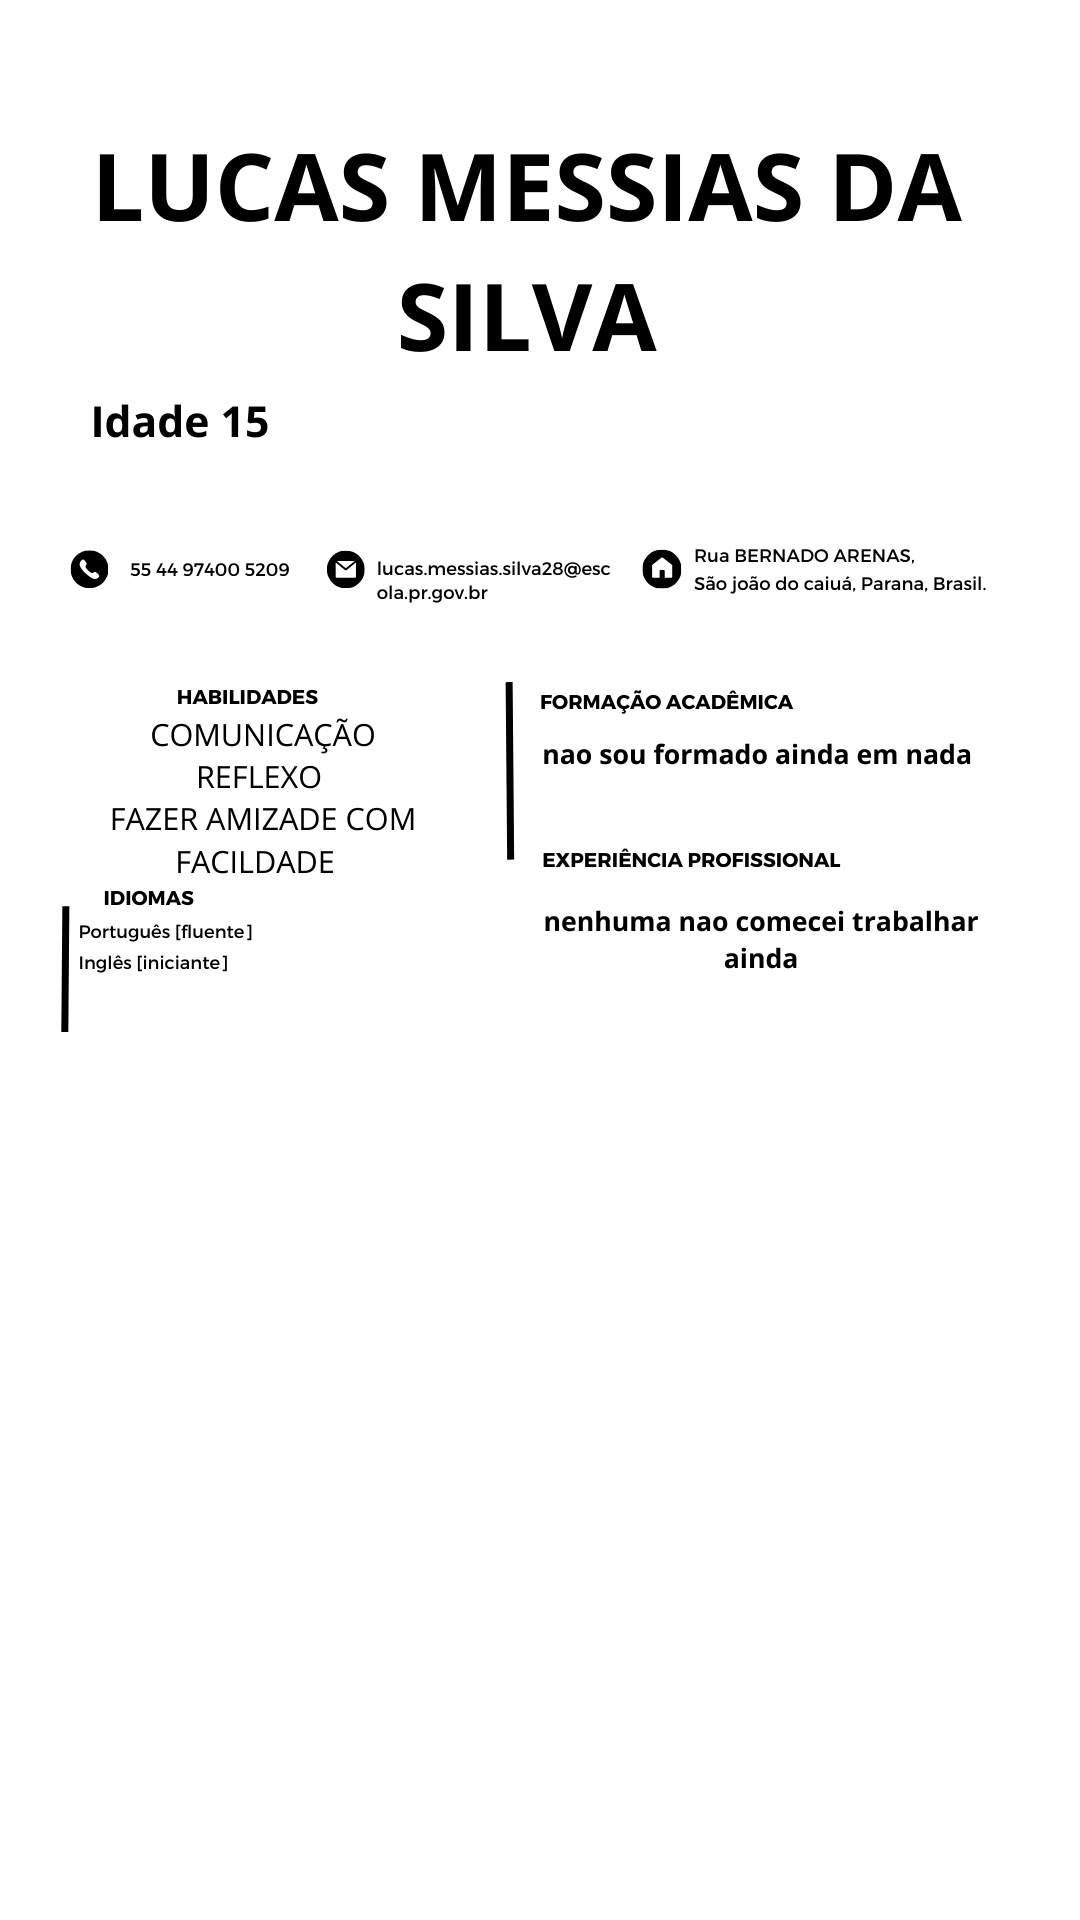 LUCAS MESSIAS DA
SILVA
Idade 15
55 44 97400 5209
lucas.messias.silva28@esc
ola.pr.gov.br
Rua BERNADO ARENAS,
São joão do caiuá, Parana, Brasil.
HABILIDADES
COMUNICAÇÃO
REFLEXO
FAZER AMIZADE COM
FACILDADE
IDIOMAS
Português [fluente]
Inglês [iniciante]
FORMAÇÃO ACADÊMICA
nao sou formado ainda em nada
EXPERIÊNCIA PROFISSIONAL
nenhuma nao comecei trabalhar
ainda